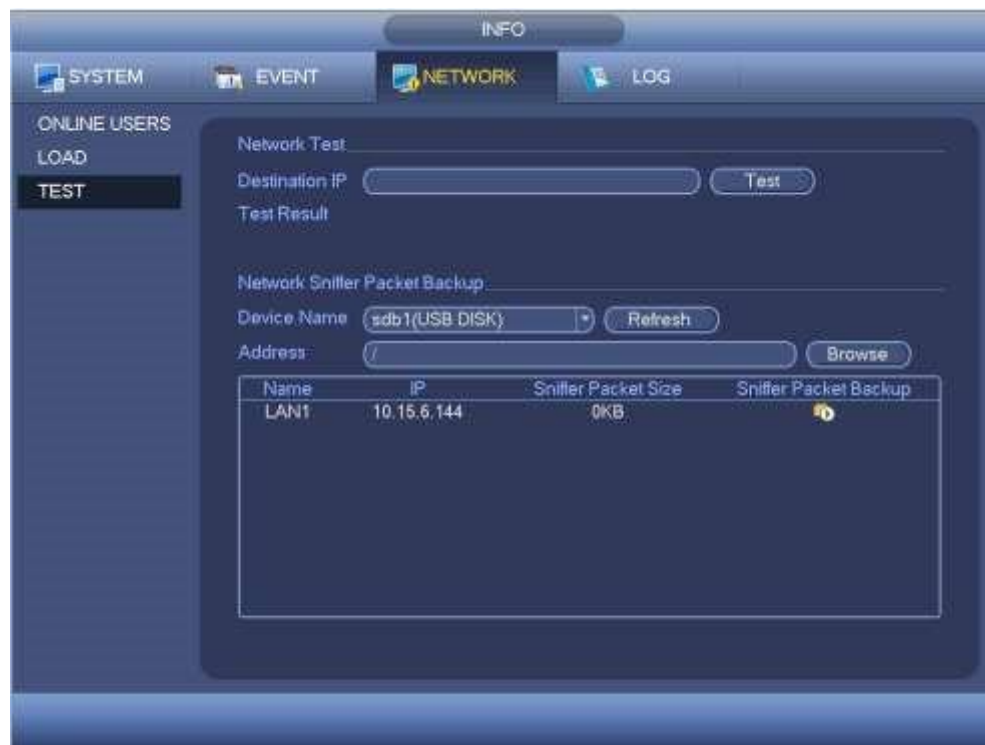 INFO
SYSTEM EVENT NETWORK LOG
ONLINE USERS
LOAD
TEST
Network Test
Destination IP Test
Test Result
Network Sniffer Packet Backup
Device Name sdb1(USB DISK) Refresh
Address / Browse
Name IP Sniffer Packet Size Sniffer Packet Backup
LAN1 10.15.6.144 0KB